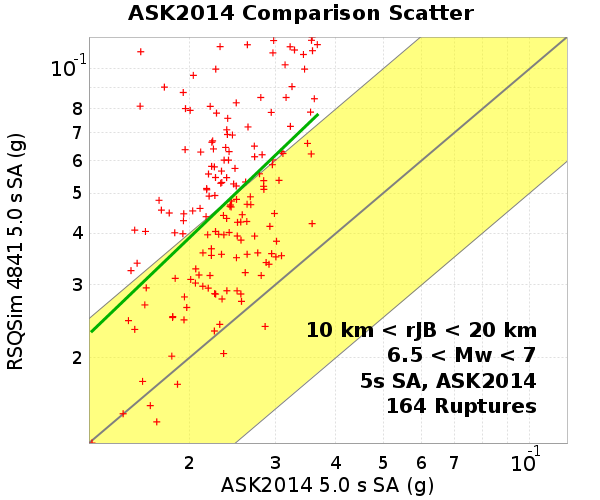 ASK2014 Comparison Scatter
RSQSim 4841 5.0 s SA (g)
10-1
8
7
6
5
4
3
2
10 km < rJB < 20 km
6.5 < Mw < 7
5s SA, ASK2014
164 Ruptures
2 3 4 5 6 7 10-1
ASK2014 5.0 s SA (g)